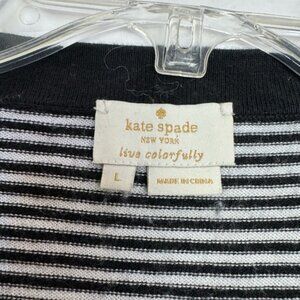 kate spade
NEW YORK
live colorfully
L
MADE IN CHINA